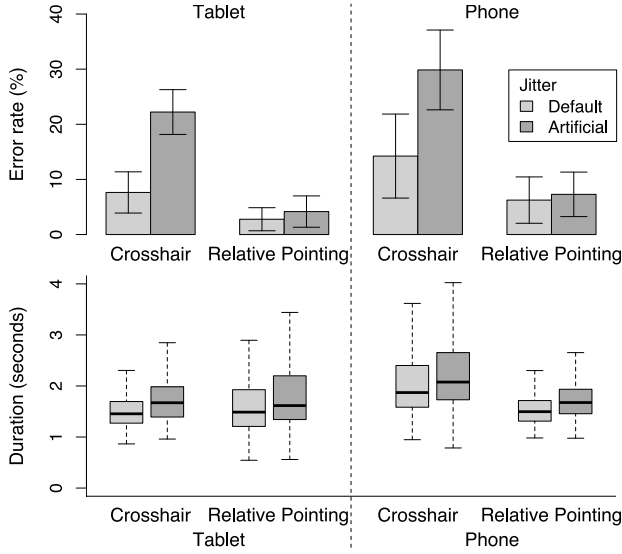 Tablet Phone
Error rate (%)
40
30
20
10
0
Jitter
Default
Artificial
Crosshair Relative Pointing Crosshair Relative Pointing
Duration (seconds)
4
3
2
1
0
Crosshair Relative Pointing Crosshair Relative Pointing
Tablet Phone